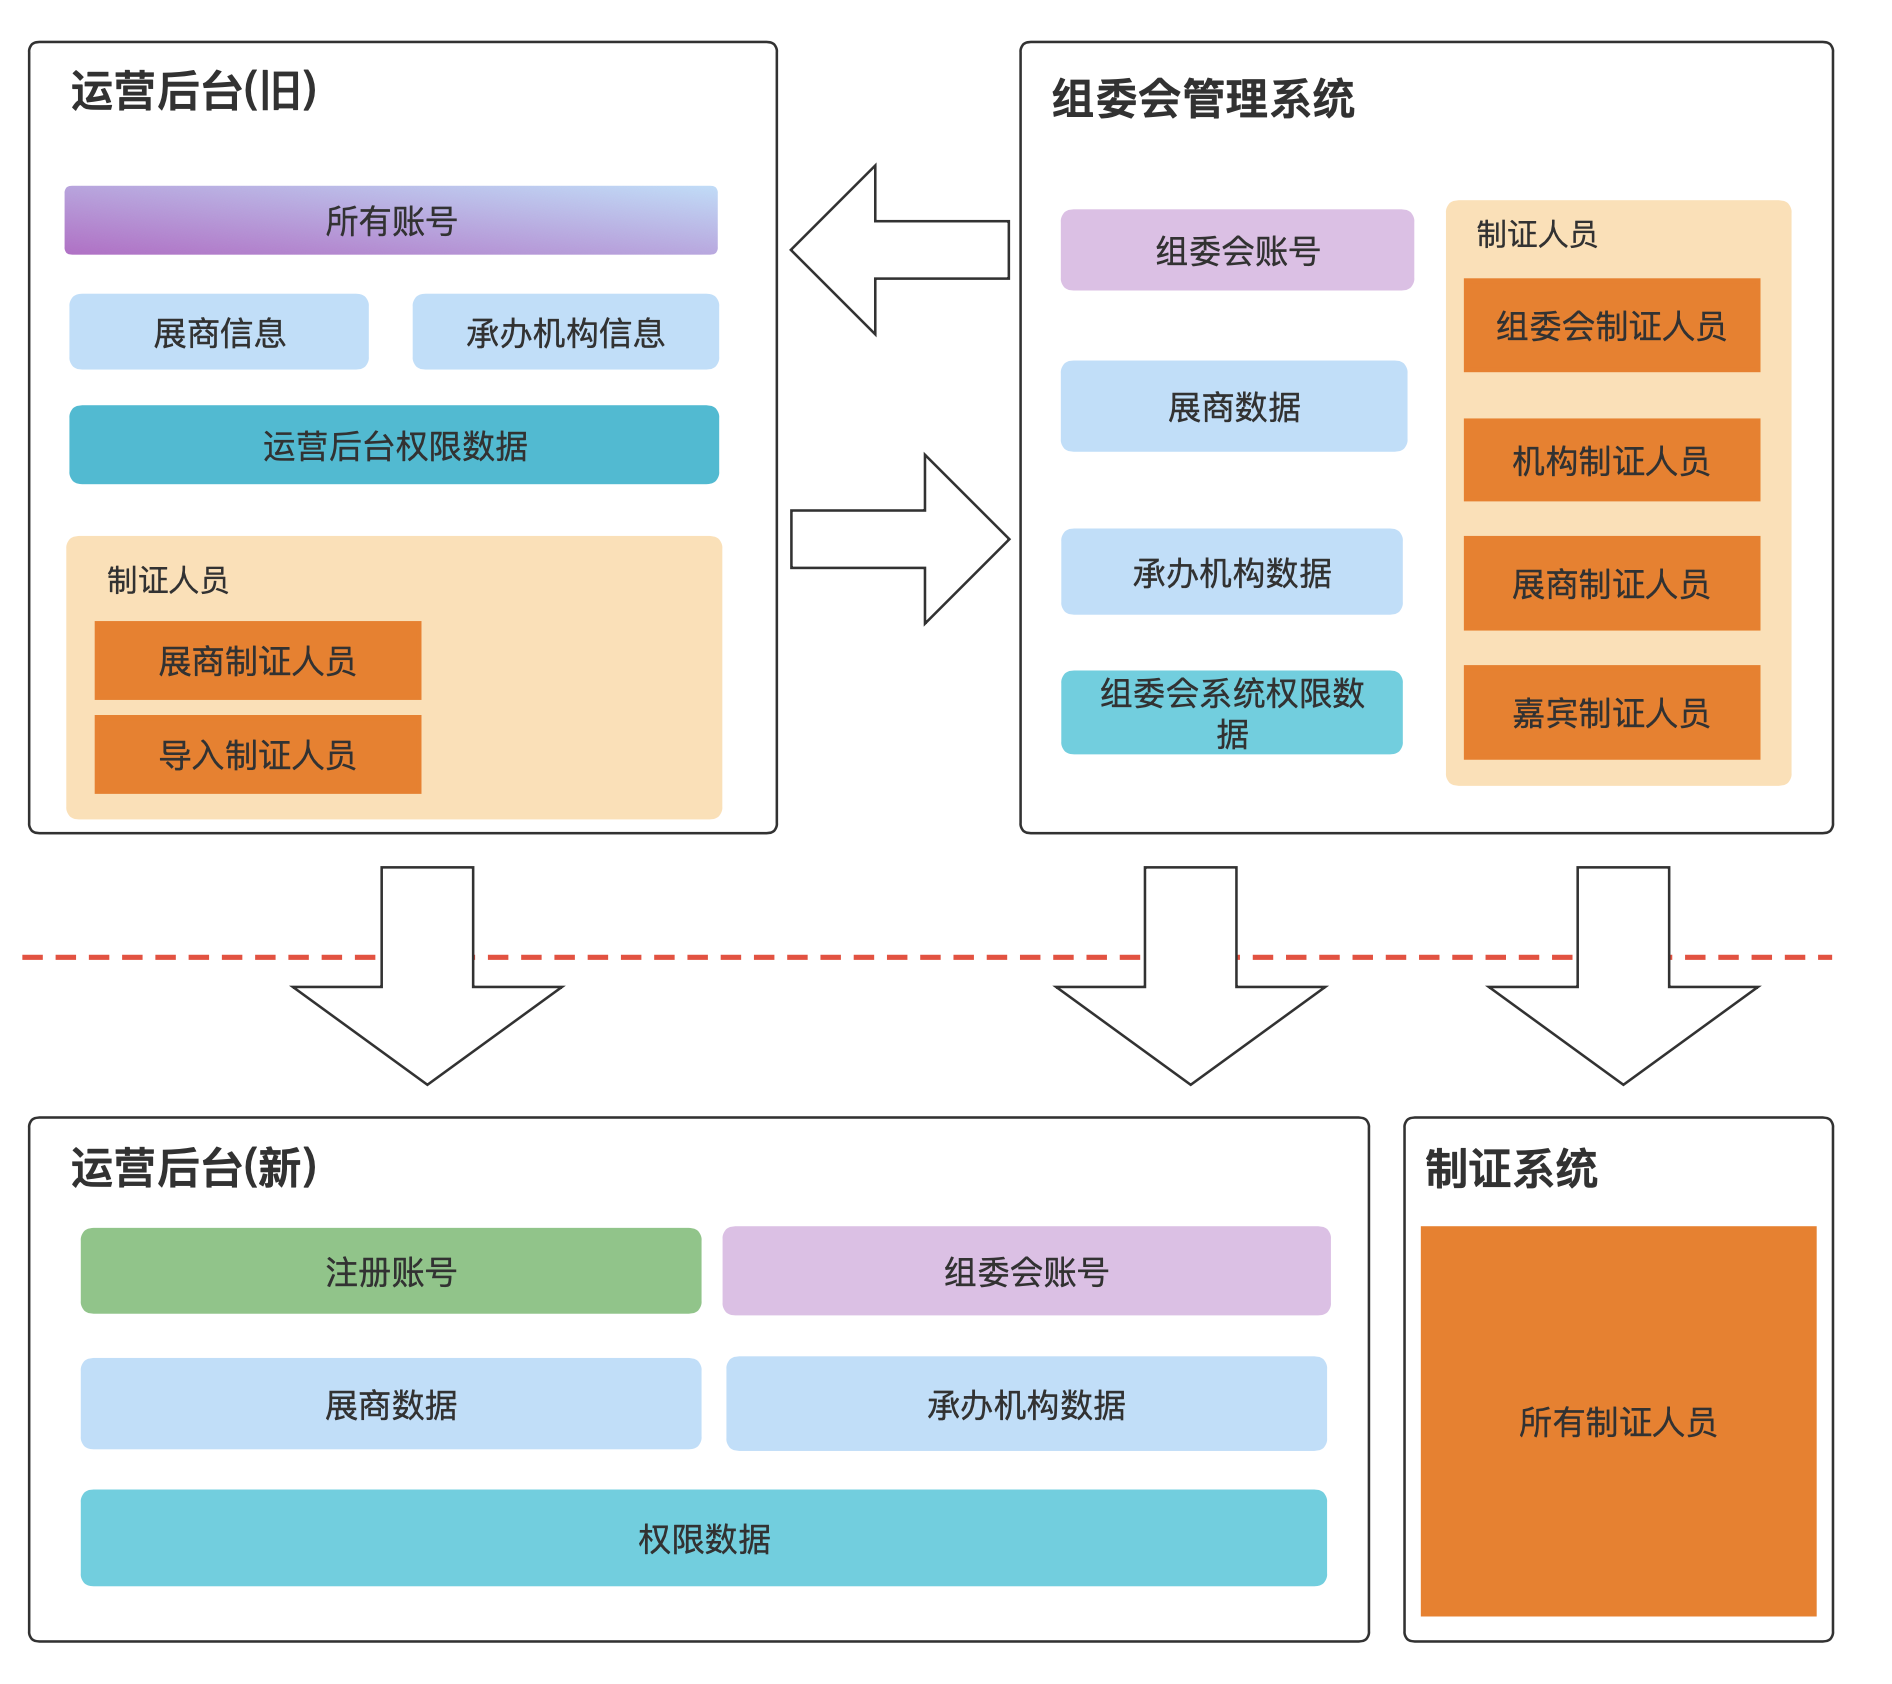 运营后台(旧)
所有账号
展商信息
承办机构信息
运营后台权限数据
制证人员
展商制证人员
导入制证人员
组委会管理系统
组委会账号
展商数据
承办机构数据
组委会系统权限数
据
制证人员
组委会制证人员
机构制证人员
展商制证人员
嘉宾制证人员
运营后台(新)
注册账号
组委会账号
展商数据
承办机构数据
权限数据
制证系统
所有制证人员